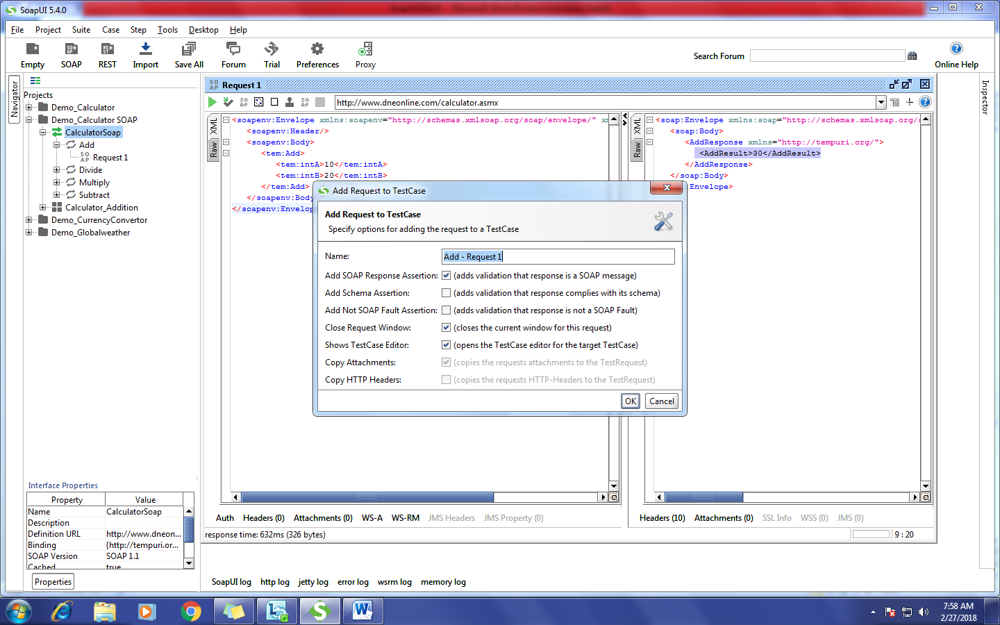 SoapUI 5.4.0
File Project Suite Case Step Tools Desktop Help
Empty SOAP REST Import Save All Forum Trial Preferences Proxy Search Forum Online Help
Navigator
Projects
Demo_Calculator
Demo_Calculator SOAP
CalculatorSoap
Add
SO AP Request 1
Divide
Multiply
Subtract
Calculator_Addition
Demo_CurrencyConvertor
Demo_Globalweather
Interface Properties
Property Value
Name CalculatorSoap
Description
Definition URL http://www.dneon...
Binding {http://tempuri.or...
SOAP Version SOAP 1.1
Cached true
Properties
SO AP Request 1
http://www.dneonline.com/calculator.asmx
XML
Raw
<soapenv:Envelope xmlns:soapenv="http://schemas.xmlsoap.org/soap/envelope/" xm
<soapenv:Header/>
<soapenv:Body>
<tem:Add>
<tem:intA>10</tem:intA>
<tem:intB>20</tem:intB>
</tem:Add>
</soapenv:Body
</soapenv:Envelop
XML
Raw
<soap:Envelope xmlns:soap="http://schemas.xmlsoap.org/s
<soap:Body>
<AddResponse xmlns="http://tempuri.org/">
<AddResult>30</AddResult>
</AddResponse>
</soap:Body>
:Envelope>
Inspector
Add Request to TestCase
Add Request to TestCase
Specify options for adding the request to a TestCase
Name: Add - Request 1
Add SOAP Response Assertion: (adds validation that response is a SOAP message)
Add Schema Assertion: (adds validation that response complies with its schema)
Add Not SOAP Fault Assertion: (adds validation that response is not a SOAP Fault)
Close Request Window: (closes the current window for this request)
Shows TestCase Editor: (opens the TestCase editor for the target TestCase)
Copy Attachments: (copies the requests attachments to the TestRequest)
Copy HTTP Headers: (copies the requests HTTP-Headers to the TestRequest)
OK Cancel
Auth Headers (0) Attachments (0) WS-A WS-RM JMS Headers JMS Property (0)
Headers (10) Attachments (0) SSL Info WSS (0) JMS (0)
response time: 632ms (326 bytes)
9 : 20
SoapUI log http log jetty log error log wsrm log memory log
7:58 AM
2/27/2018